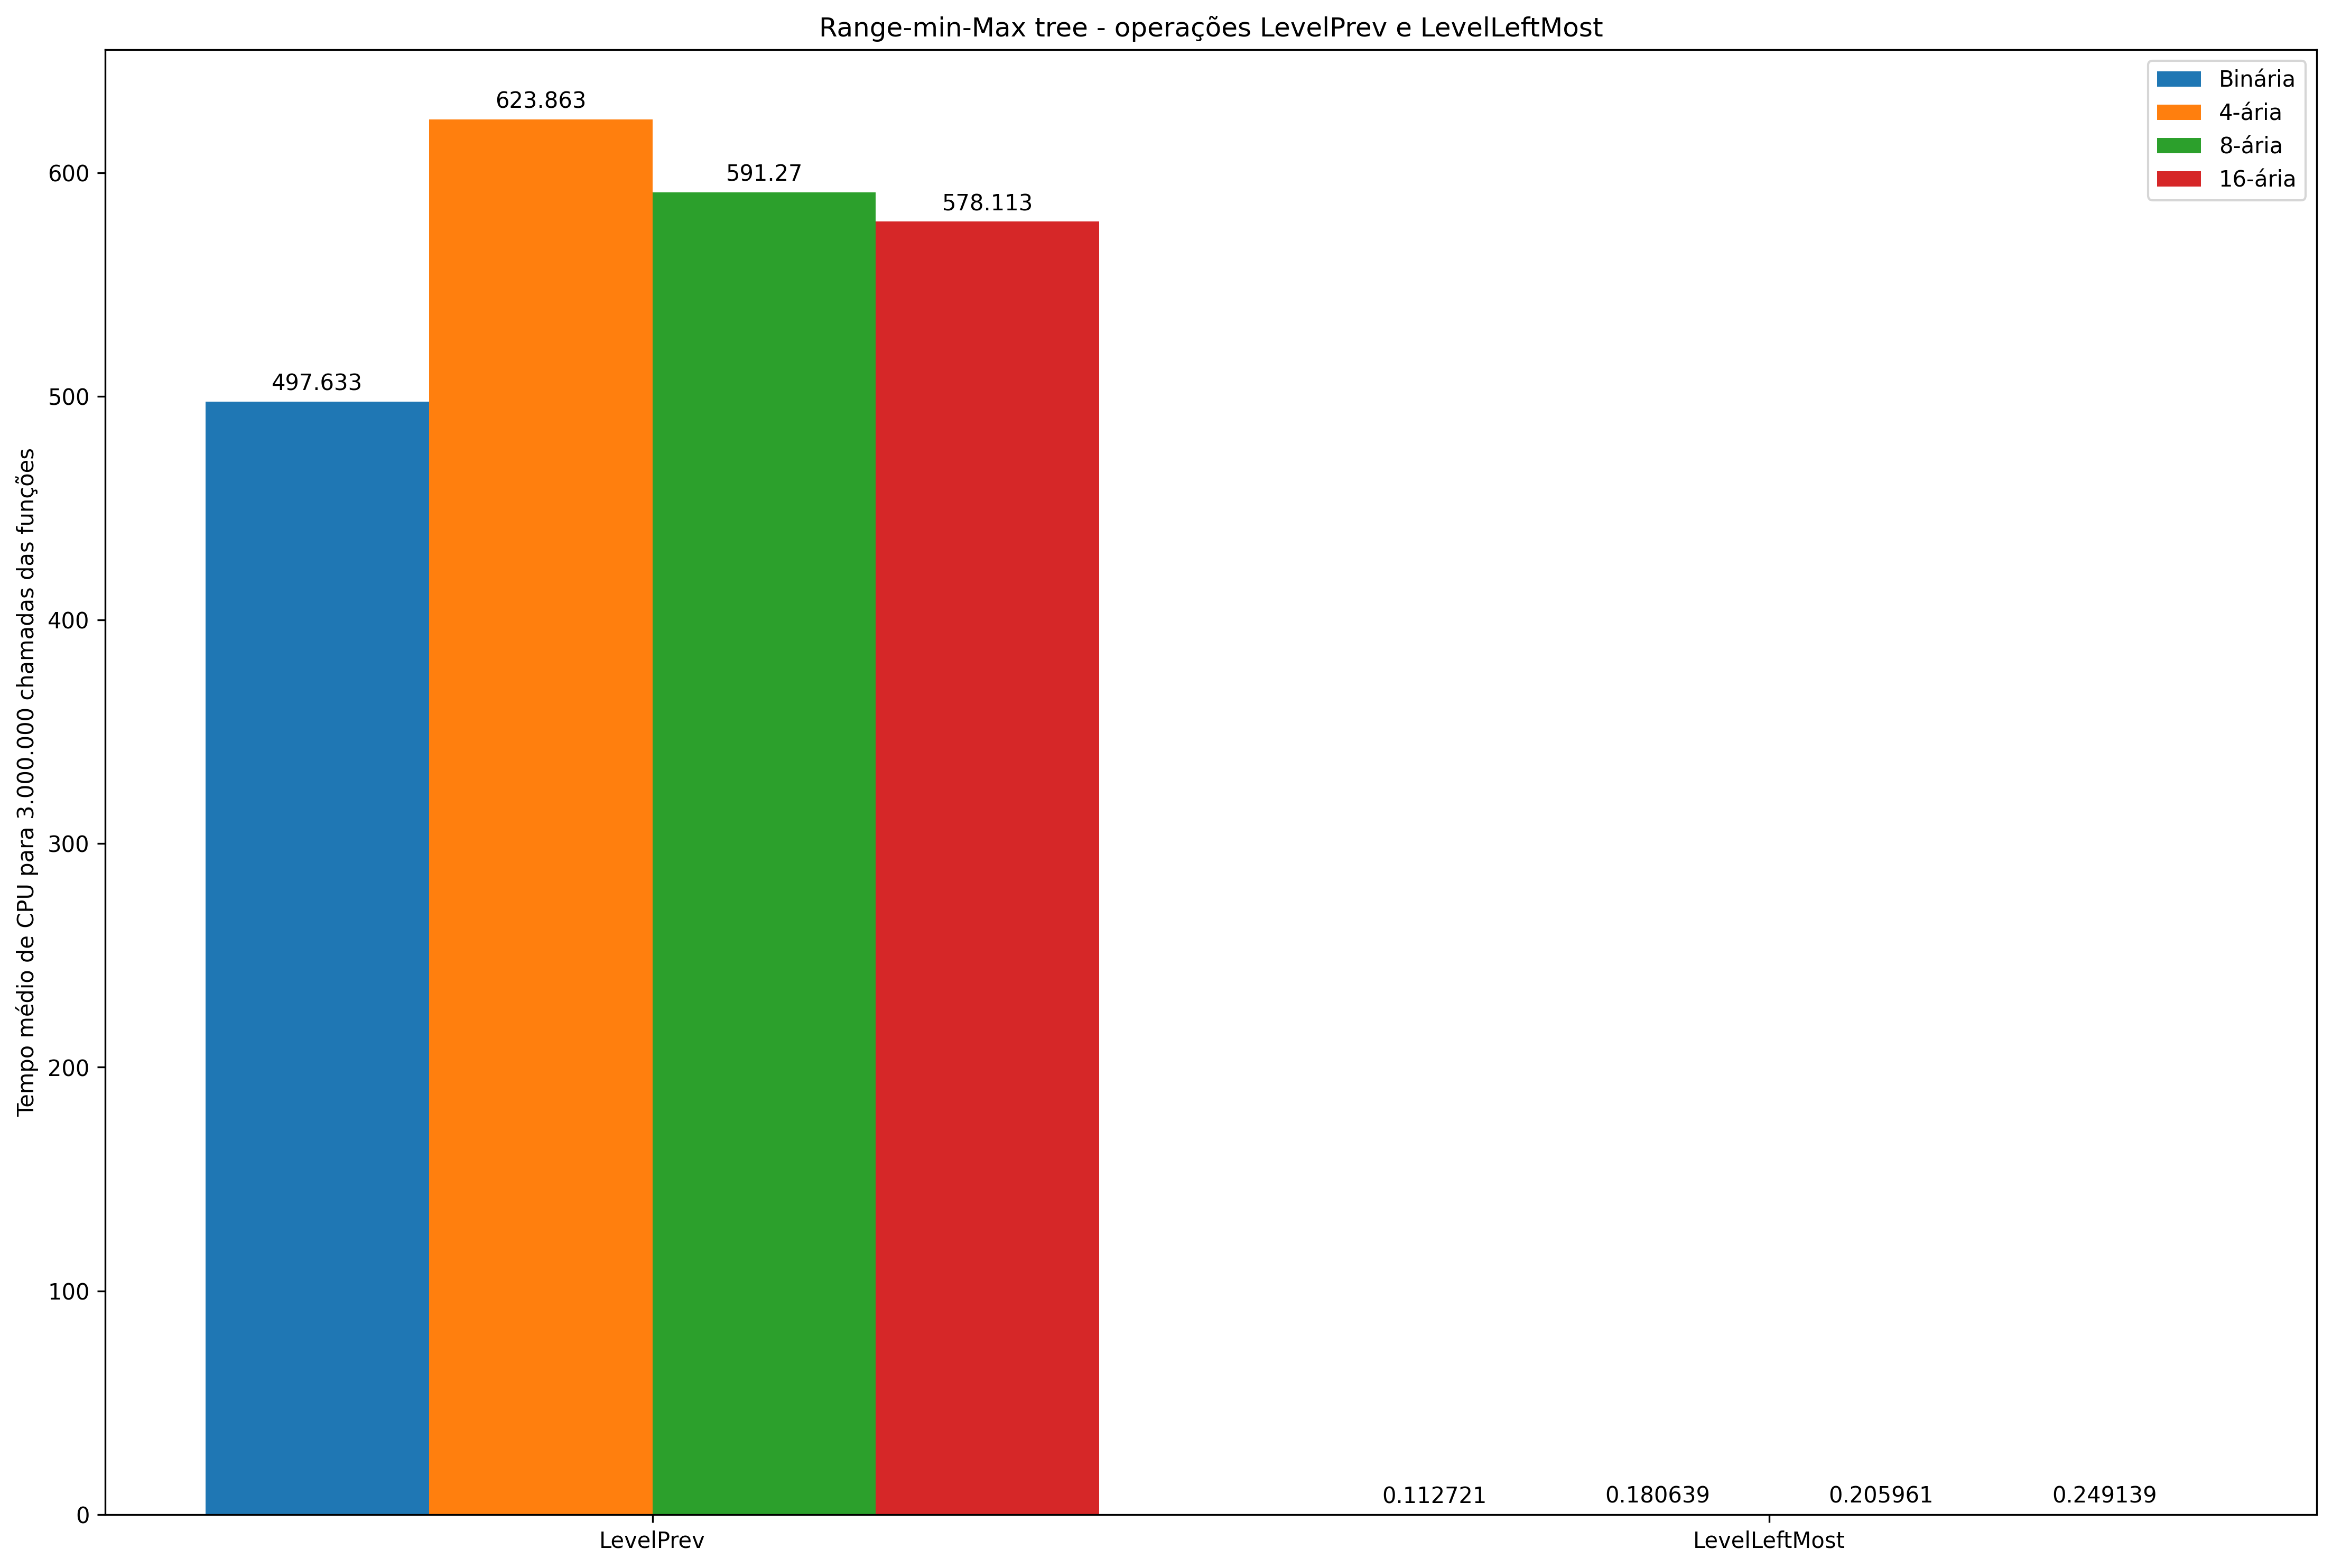 Range-min-Max tree - operações LevelPrev e LevelLeftMost
Tempo médio de CPU para 3.000.000 chamadas das funções
600
500
400
300
200
100
0
497.633
623.863
591.27
578.113
0.112721
0.180639
0.205961
0.249139
LevelPrev
LevelLeftMost
Binária
4-ária
8-ária
16-ária